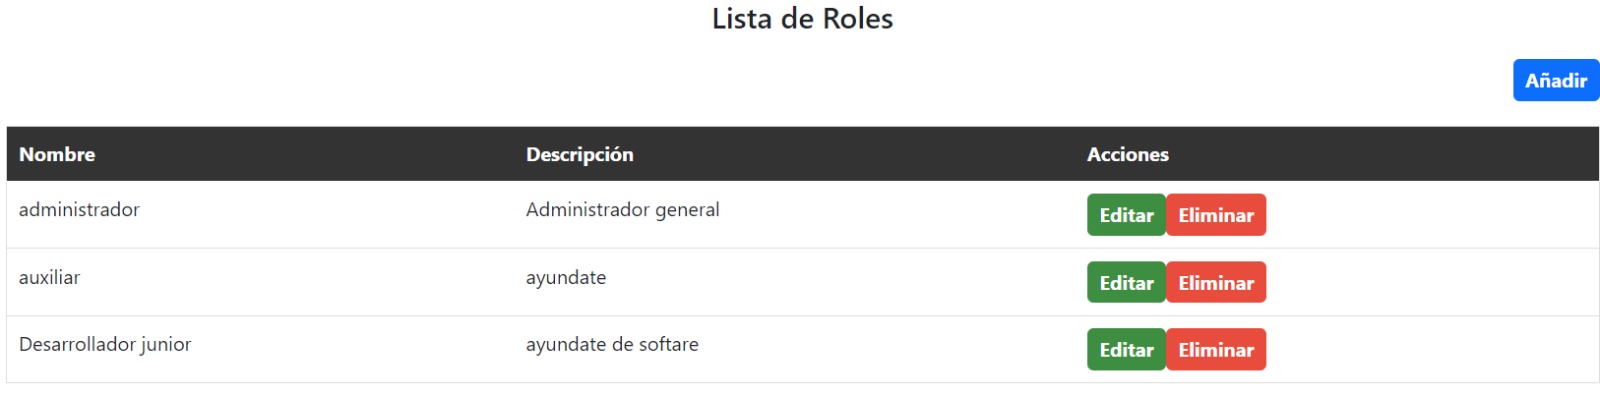 Lista de Roles
Añadir
Nombre Descripción Acciones
administrador Administrador general Editar Eliminar
auxiliar ayundate Editar Eliminar
Desarrollador junior ayundate de softare Editar Eliminar